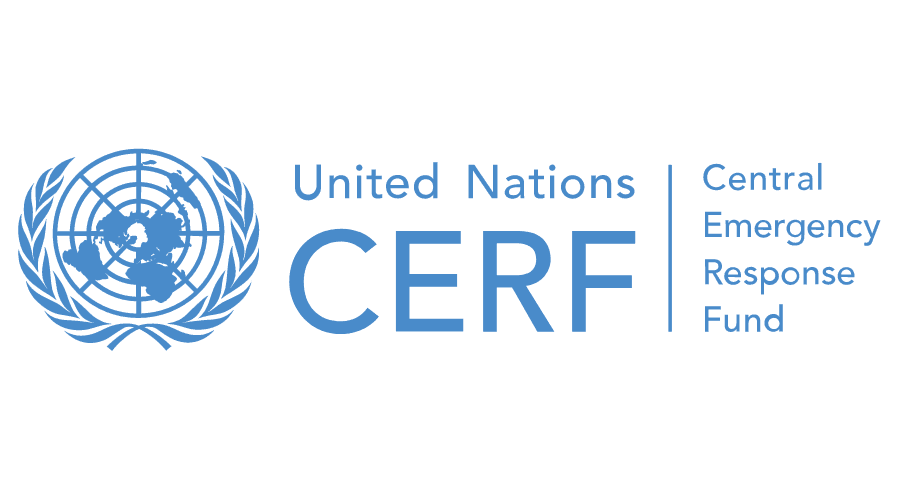 United Nations
CERF
Central
Emergency
Response
Fund